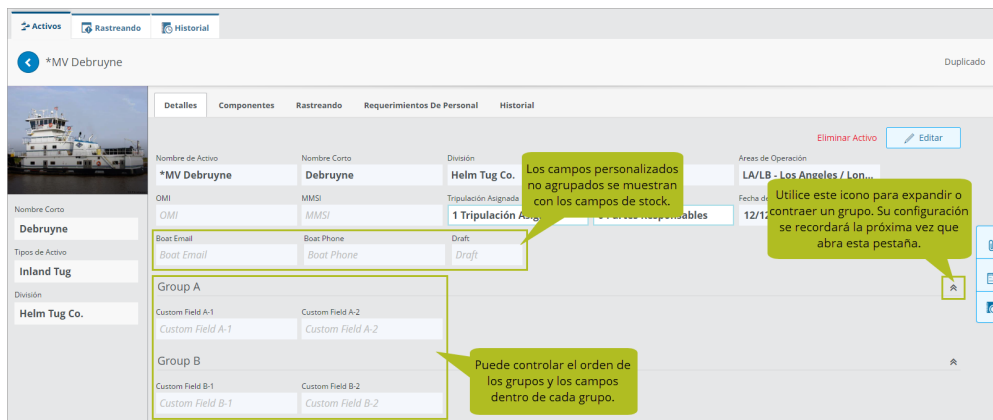 Activos Rastreando Historial
*MV Debruyne Duplicado
Detalles Componentes Rastreando Requerimientos De Personal Historial
Eliminar Activo Editar
Nombre de Activo Nombre Corto División Areas de Operación
*MV Debruyne Debruyne Helm Tug Co. LA/LB - Los Angeles / Lon...
OMI MMSI Tripulación Asignada Fecha de
OMI MMSI 1 Tripulación Asig Responsables 12/12
Boat Email Boat Phone Draft
Boat Email Boat Phone Draft
Los campos personalizados
no agrupados se muestran
con los campos de stock.
Utilice este icono para expandir o
contraer un grupo. Su configuración
se recordará la próxima vez que
abra esta pestaña.
Nombre Corto
Debruyne
Tipos de Activo
Inland Tug
División
Helm Tug Co.
Group A
Custom Field A-1 Custom Field A-2
Custom Field A-1 Custom Field A-2
Group B
Custom Field B-1 Custom Field B-2
Custom Field B-1 Custom Field B-2
Puede controlar el orden de
los grupos y los campos
dentro de cada grupo.